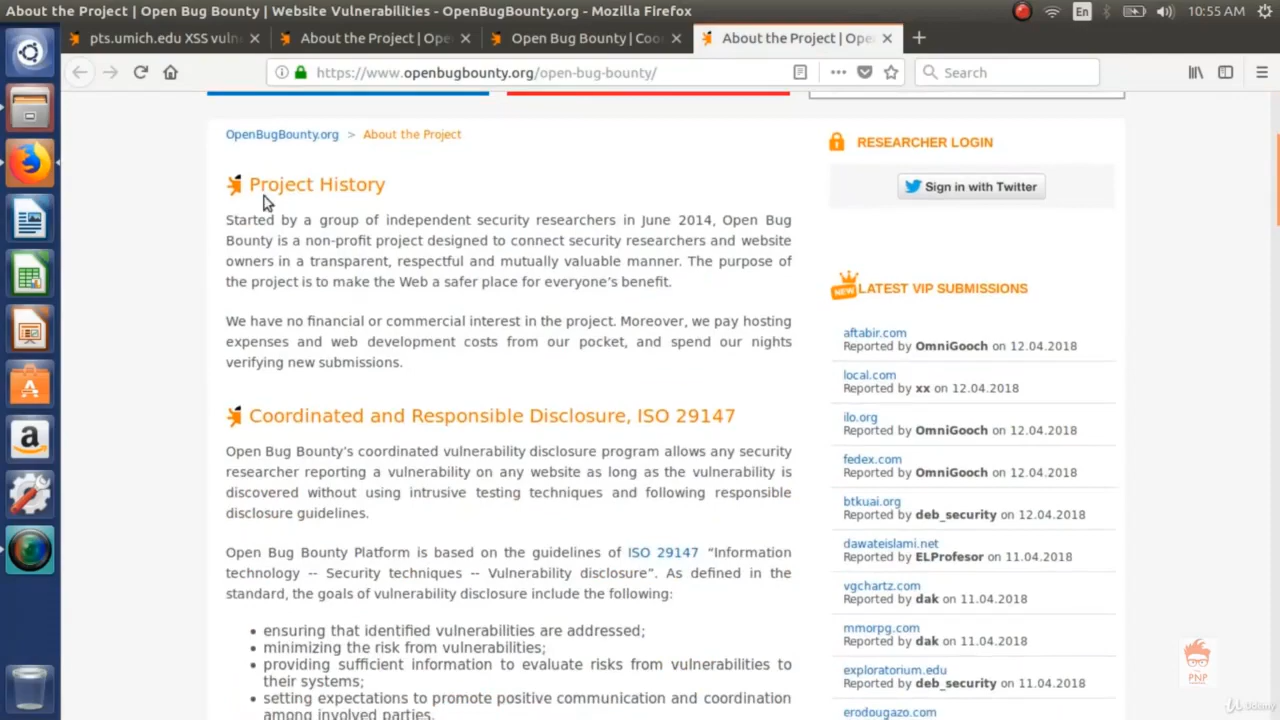 About the Project | Open Bug Bounty | Website Vulnerabilities - OpenBugBounty.org - Mozilla Firefox
En
10:55 AM
pts.umich.edu XSS vuln
About the Project | Ope
Open Bug Bounty | Coo
About the Project | Ope
https://www.openbugbounty.org/open-bug-bounty/
Search
OpenBugBounty.org > About the Project
Project History
Started by a group of independent security researchers in June 2014, Open Bug
Bounty is a non-profit project designed to connect security researchers and website
owners in a transparent, respectful and mutually valuable manner. The purpose of
the project is to make the Web a safer place for everyone's benefit.
We have no financial or commercial interest in the project. Moreover, we pay hosting
expenses and web development costs from our pocket, and spend our nights
verifying new submissions.
Coordinated and Responsible Disclosure, ISO 29147
Open Bug Bounty's coordinated vulnerability disclosure program allows any security
researcher reporting a vulnerability on any website as long as the vulnerability is
discovered without using intrusive testing techniques and following responsible
disclosure guidelines.
Open Bug Bounty Platform is based on the guidelines of ISO 29147 “Information
technology -- Security techniques -- Vulnerability disclosure”. As defined in the
standard, the goals of vulnerability disclosure include the following:
• ensuring that identified vulnerabilities are addressed;
• minimizing the risk from vulnerabilities;
• providing sufficient information to evaluate risks from vulnerabilities to
their systems;
• setting expectations to promote positive communication and coordination
among involved parties.
RESEARCHER LOGIN
Sign in with Twitter
NEW
LATEST VIP SUBMISSIONS
aftabir.com
Reported by OmniGooch on 12.04.2018
local.com
Reported by xx on 12.04.2018
ilo.org
Reported by OmniGooch on 12.04.2018
fedex.com
Reported by OmniGooch on 12.04.2018
btkuai.org
Reported by deb_security on 12.04.2018
dawateislami.net
Reported by ELProfesor on 11.04.2018
vgchartz.com
Reported by dak on 11.04.2018
mmorpg.com
Reported by dak on 11.04.2018
exploratorium.edu
Reported by deb_security on 11.04.2018
erodougazo.com
PNP
Udemy